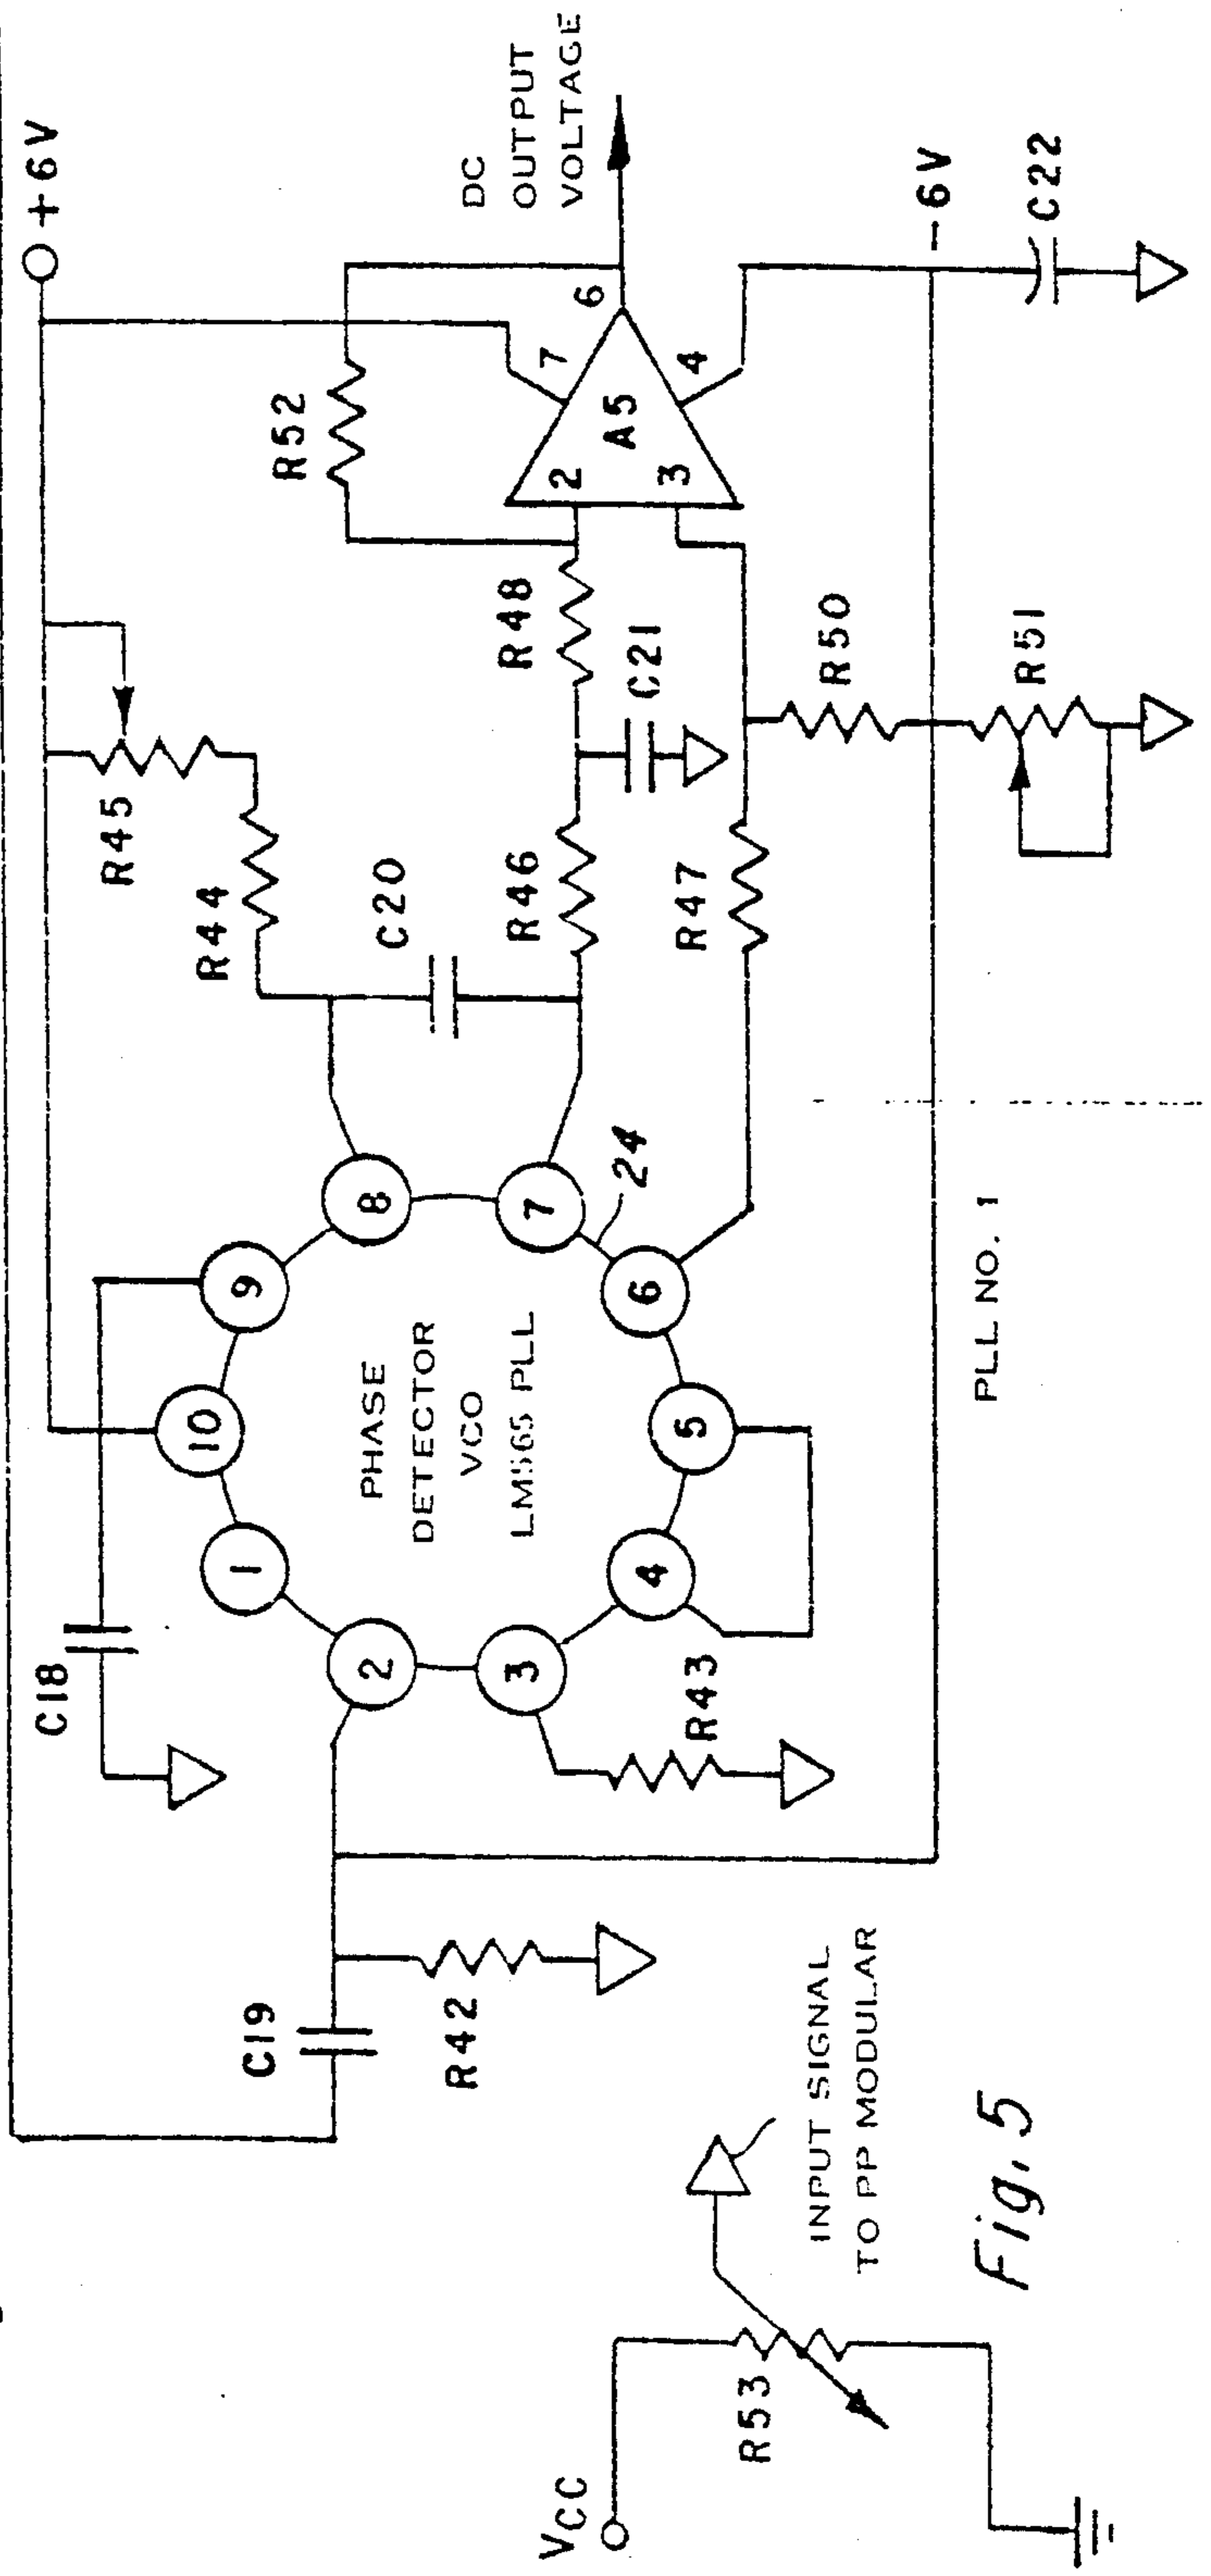 +6V
R45
R44
R52
DC
OUTPUT
VOLTAGE
C18
10
9
8
1
2
3
4
5
6
7
24
PHASE
DETECTOR
VCO
LM565 PLL
C20
R46
R48
C21
R47
2
3
7
6
4
A5
C19
R42
R43
R50
R51
-6V
C22
PLL NO. 1
VCC
R53
INPUT SIGNAL
TO PP MODULAR
Fig. 5